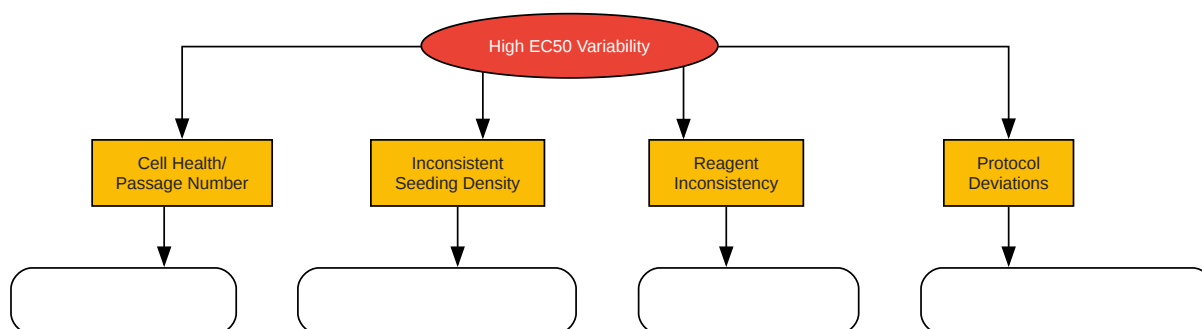 High EC50 Variability
Cell Health/
Passage Number
Inconsistent
Seeding Density
Reagent
Inconsistency
Protocol
Deviations